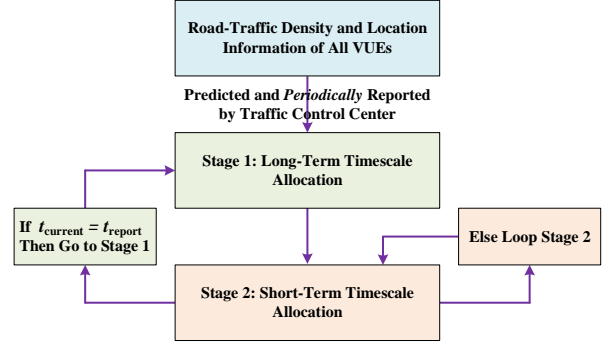 Road-Traffic Density and Location
Information of All VUEs
Predicted and Periodically Reported
by Traffic Control Center
Stage 1: Long-Term Timescale
Allocation
If t_current = t_report
Then Go to Stage 1
Else Loop Stage 2
Stage 2: Short-Term Timescale
Allocation